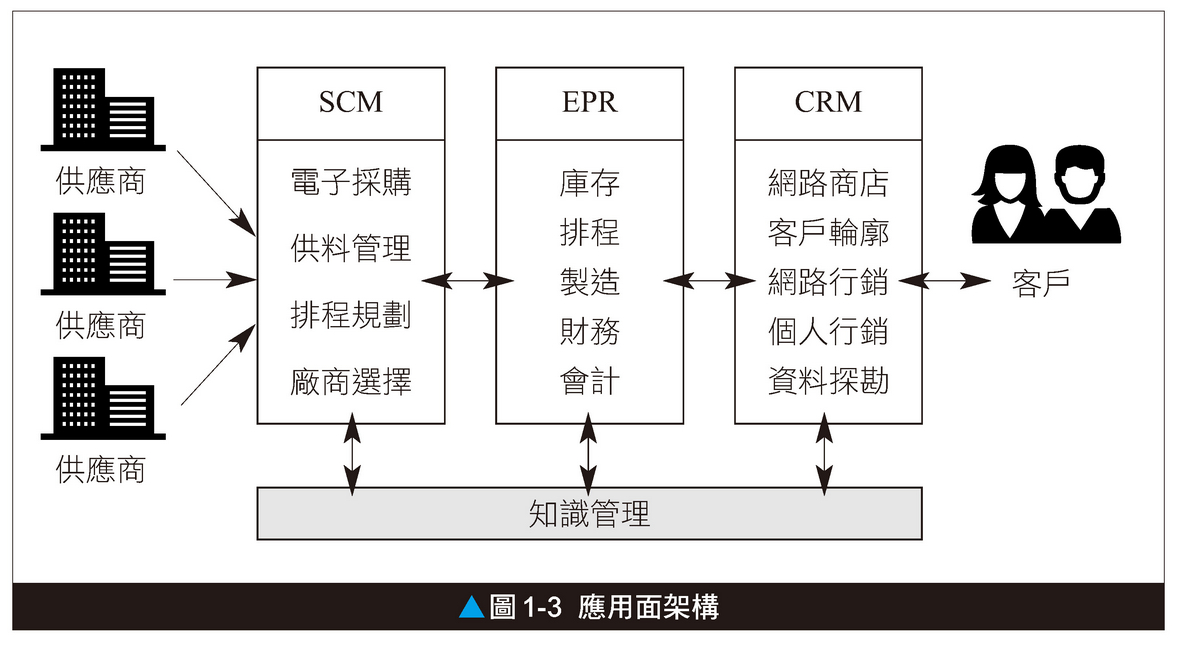 供應商
供應商
供應商
SCM
電子採購
供料管理
排程規劃
廠商選擇
EPR
庫存
排程
製造
財務
會計
CRM
網路商店
客戶輪廓
網路行銷
個人行銷
資料探勘
客戶
知識管理
▲圖 1-3 應用面架構